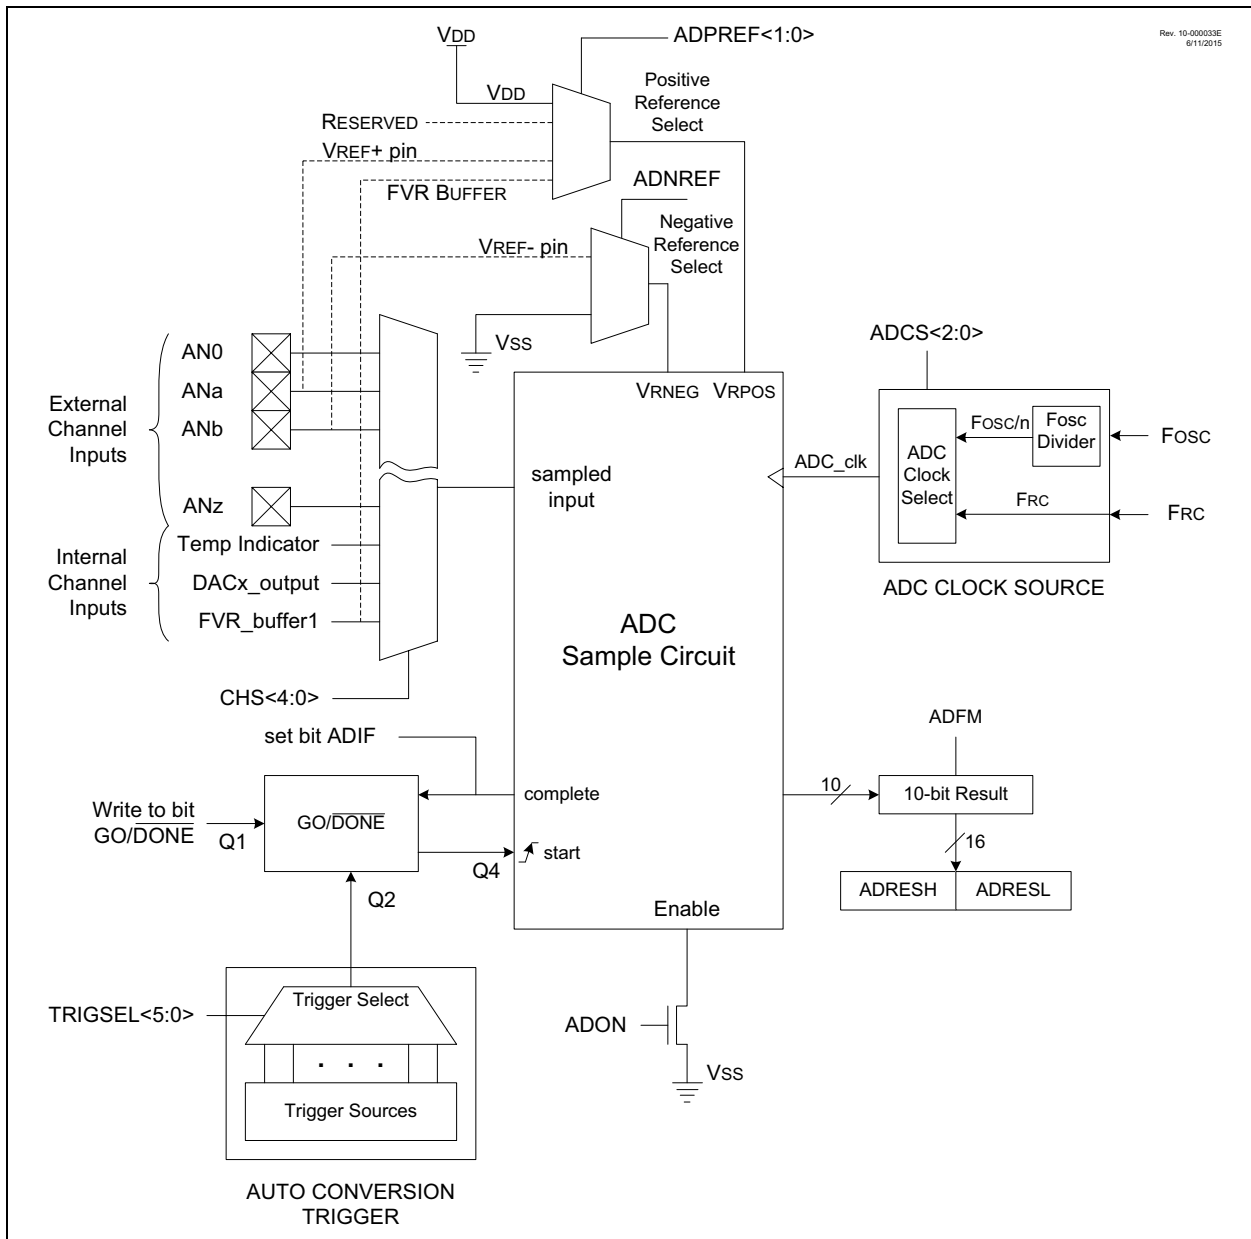 Rev. 10-000033E
6/11/2015
VDD
ADPREF<1:0>
VDD
Positive
Reference
Select
RESERVED
VREF+ pin
FVR BUFFER
ADNREF
VREF- pin
Negative
Reference
Select
VSS
External
Channel
Inputs
AN0
ANa
ANb
ANz
Internal
Channel
Inputs
Temp Indicator
DACx_output
FVR_buffer1
CHS<4:0>
VRNEG VRPOS
sampled
input
ADC
Sample Circuit
ADCS<2:0>
ADC_clk
ADC
Clock
Select
FOSC/n
Fosc
Divider
FOSC
FRC
FRC
ADC CLOCK SOURCE
set bit ADIF
complete
Write to bit
GO/DONE
Q1
GO/DONE
Q4
start
Q2
Enable
ADFM
10
10-bit Result
16
ADRESH ADRESL
ADON
VSS
TRIGSEL<5:0>
Trigger Select
. . .
Trigger Sources
AUTO CONVERSION
TRIGGER